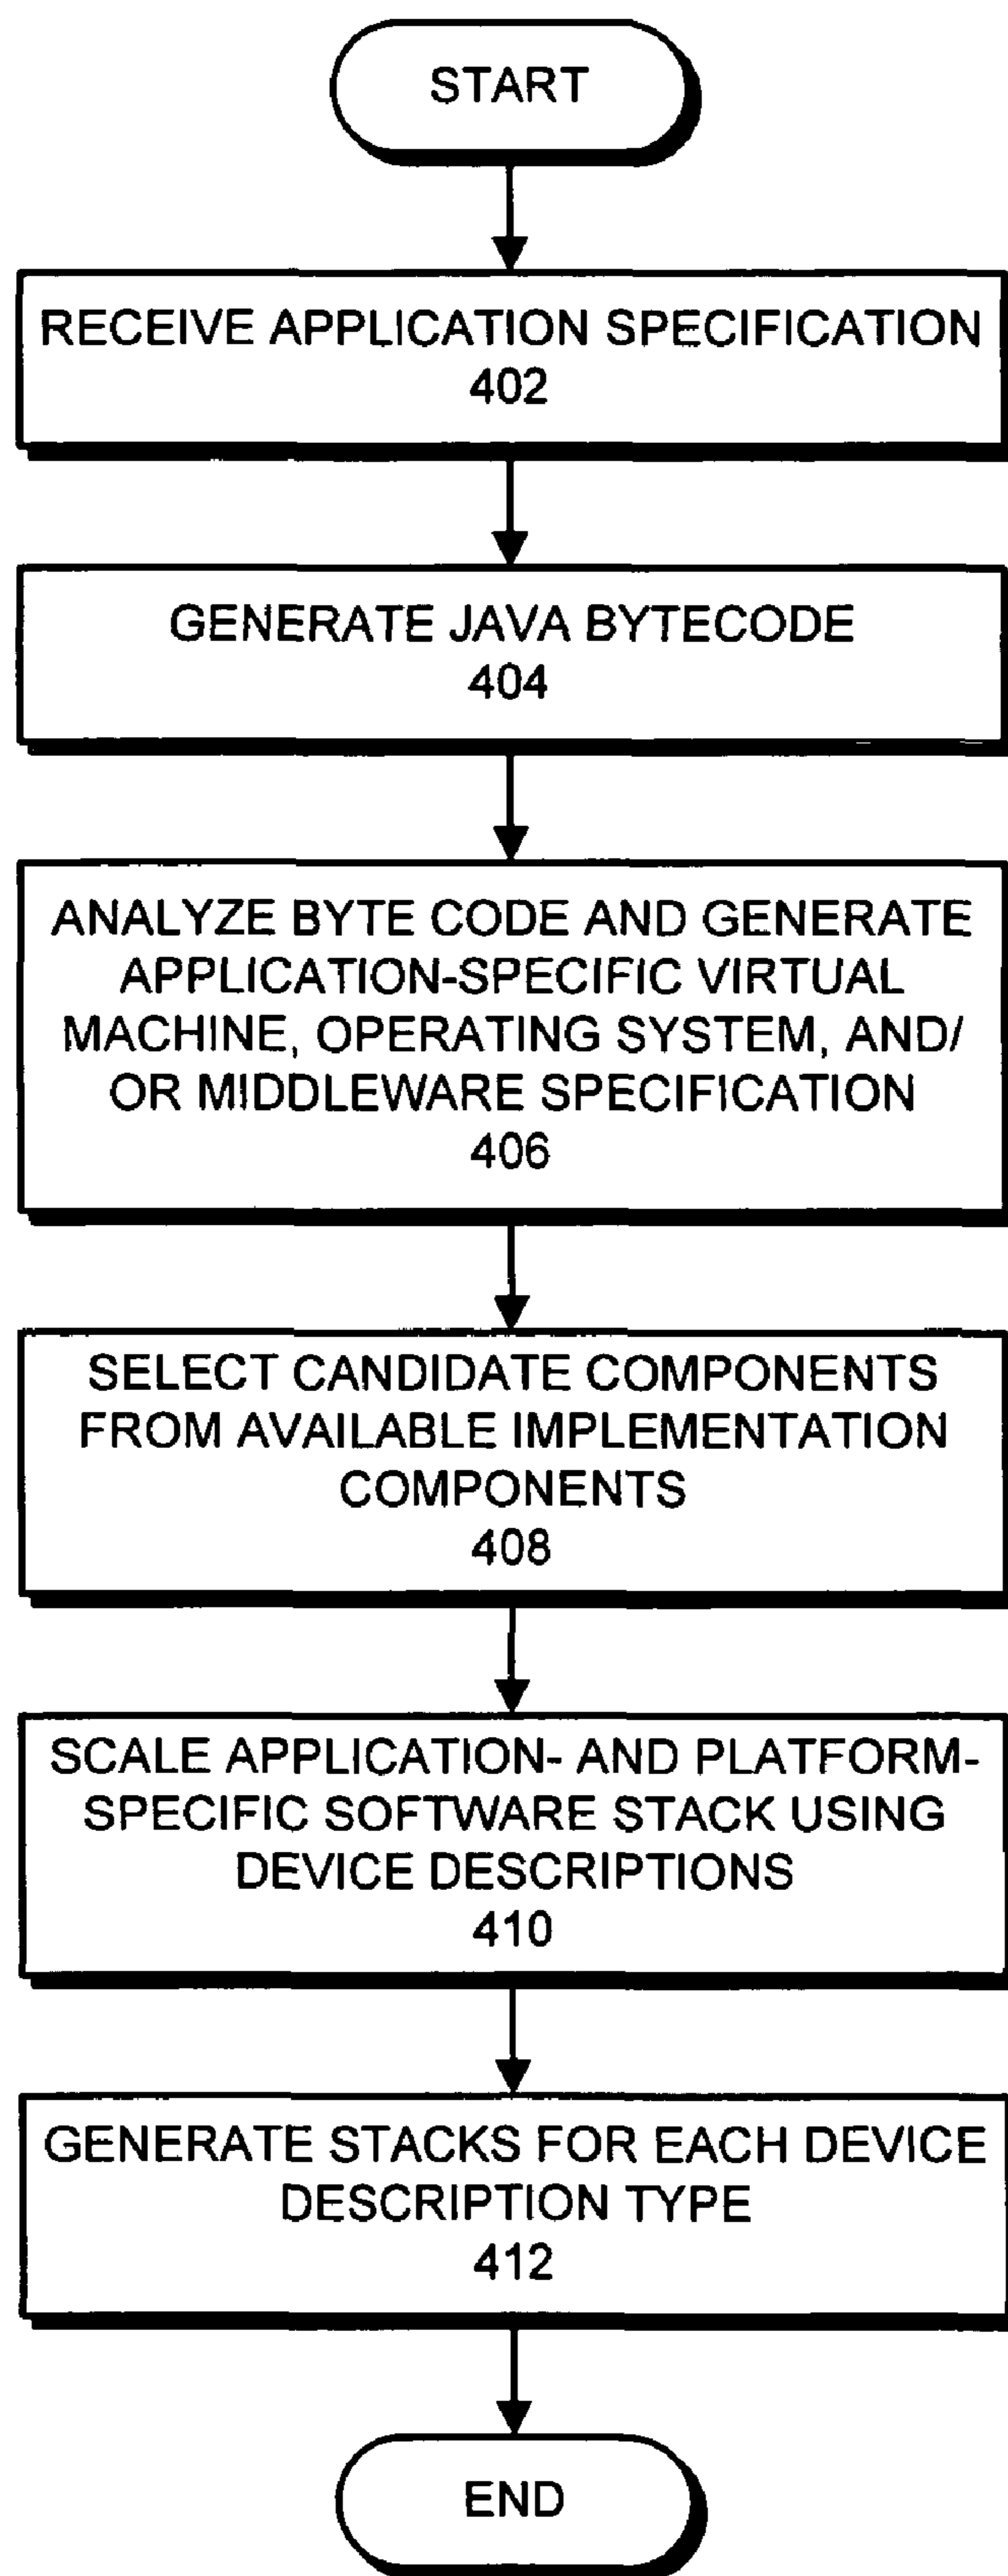 START
RECEIVE APPLICATION SPECIFICATION
402
GENERATE JAVA BYTECODE
404
ANALYZE BYTE CODE AND GENERATE
APPLICATION-SPECIFIC VIRTUAL
MACHINE, OPERATING SYSTEM, AND/
OR MIDDLEWARE SPECIFICATION
406
SELECT CANDIDATE COMPONENTS
FROM AVAILABLE IMPLEMENTATION
COMPONENTS
408
SCALE APPLICATION- AND PLATFORM-
SPECIFIC SOFTWARE STACK USING
DEVICE DESCRIPTIONS
410
GENERATE STACKS FOR EACH DEVICE
DESCRIPTION TYPE
412
END